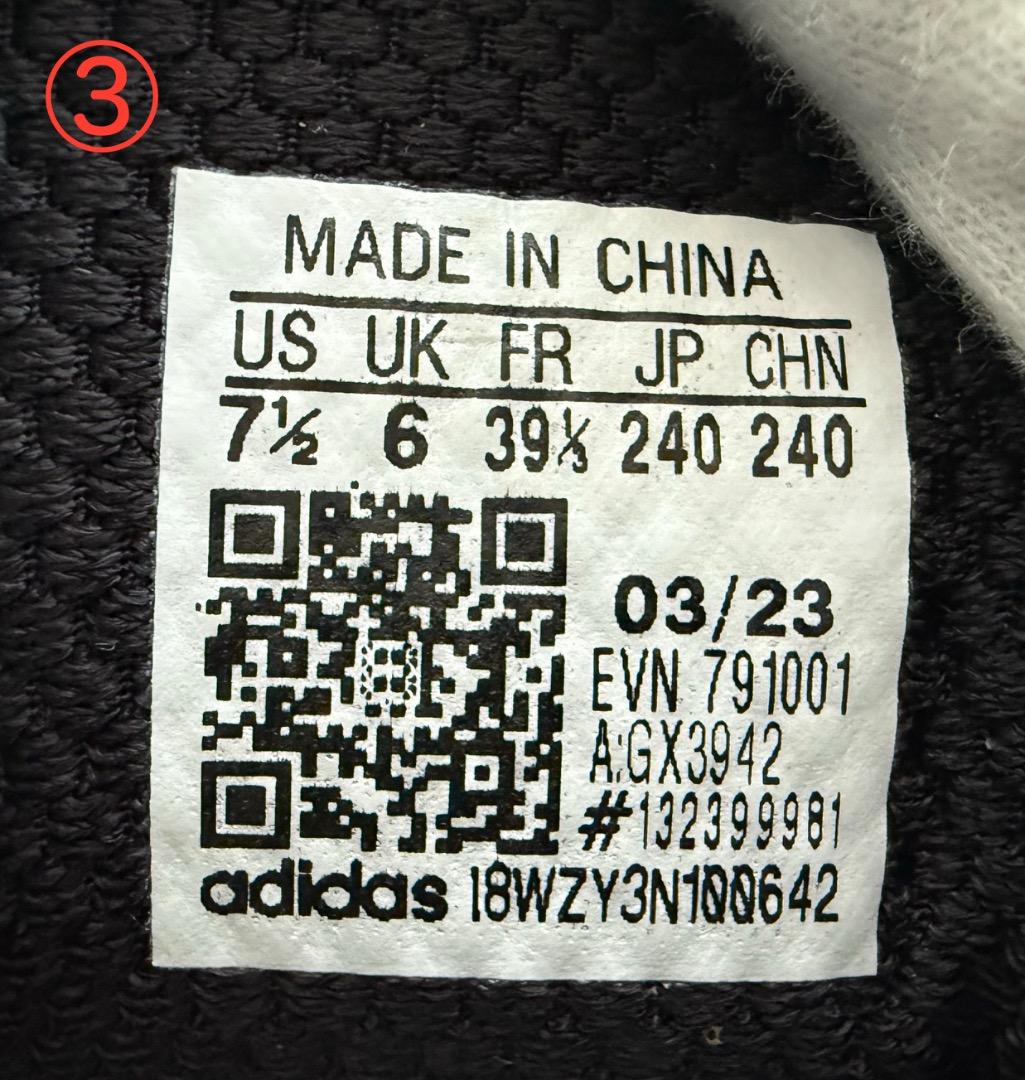 ③
MADE IN CHINA
US UK FR JP CHN
7½ 6 39⅓ 240 240
03/23
EVN 791001
A:GX3942
#132399981
adidas 18WZY3N100642